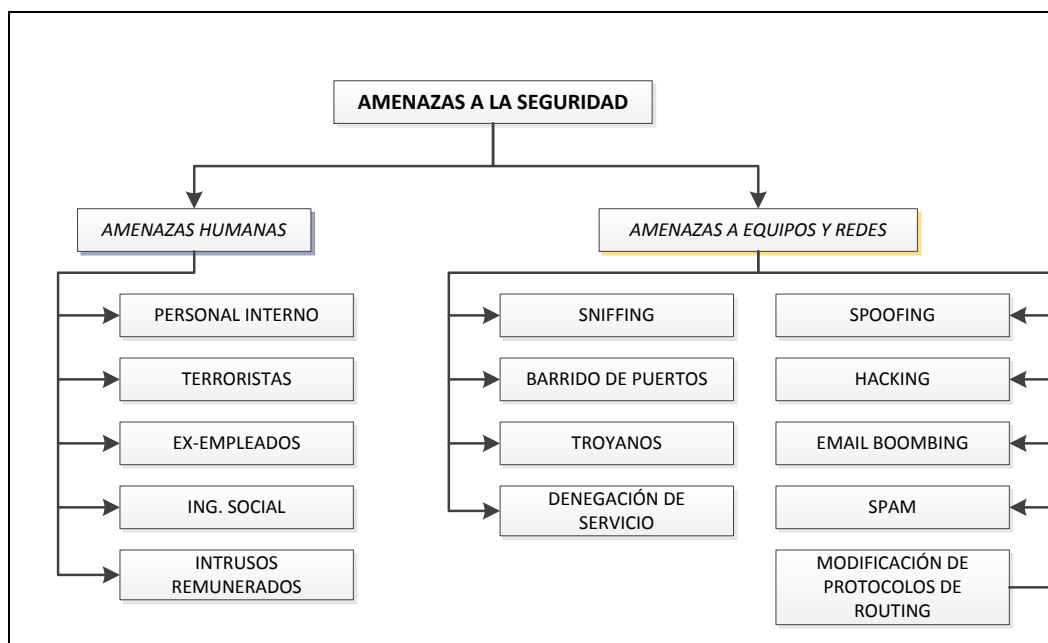 AMENAZAS A LA SEGURIDAD
AMENAZAS HUMANAS
PERSONAL INTERNO
TERRORISTAS
EX-EMPLEADOS
ING. SOCIAL
INTRUSOS
REMUNERADOS
AMENAZAS A EQUIPOS Y REDES
SNIFFING
BARRIDO DE PUERTOS
TROYANOS
DENEGACIÓN DE
SERVICIO
SPOOFING
HACKING
EMAIL BOOMBING
SPAM
MODIFICACIÓN DE
PROTOCOLOS DE
ROUTING